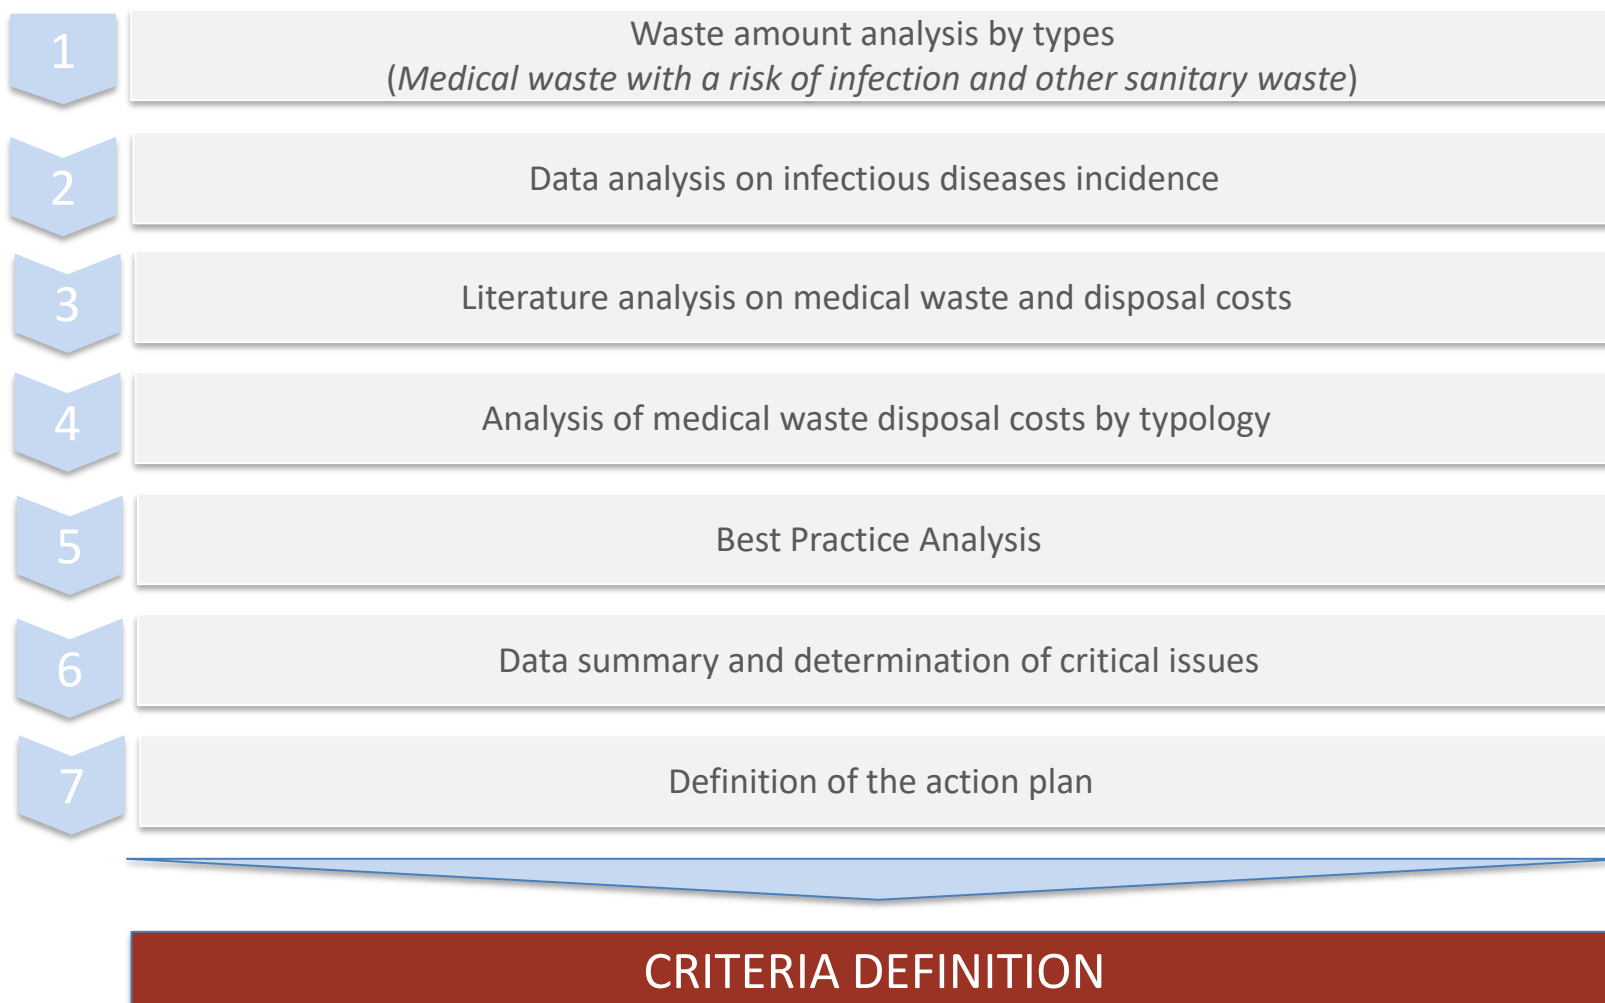 1
Waste amount analysis by types
(Medical waste with a risk of infection and other sanitary waste)
2
Data analysis on infectious diseases incidence
3
Literature analysis on medical waste and disposal costs
4
Analysis of medical waste disposal costs by typology
5
Best Practice Analysis
6
Data summary and determination of critical issues
7
Definition of the action plan
CRITERIA DEFINITION